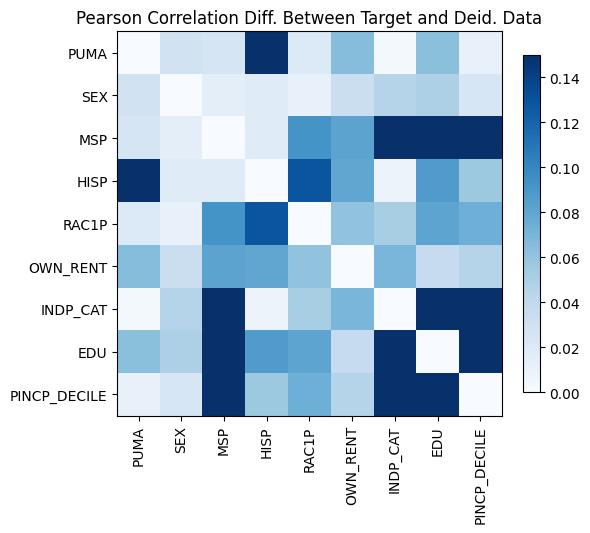 Pearson Correlation Diff. Between Target and Deid. Data
PUMA
SEX
MSP
HISP
RAC1P
OWN_RENT
INDP_CAT
EDU
PINCP_DECILE
PUMA
SEX
MSP
HISP
RAC1P
OWN_RENT
INDP_CAT
EDU
PINCP_DECILE
0.14
0.12
0.10
0.08
0.06
0.04
0.02
0.00